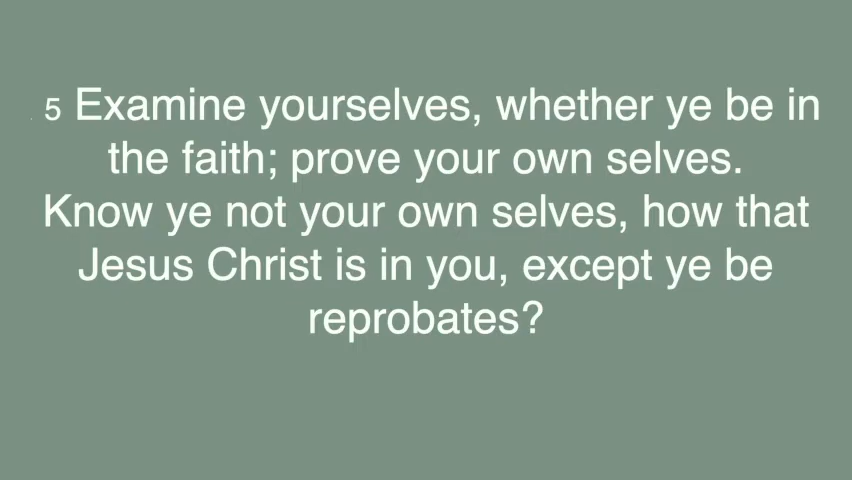 5 Examine yourselves, whether ye be in
the faith; prove your own selves.
Know ye not your own selves, how that
Jesus Christ is in you, except ye be
reprobates?